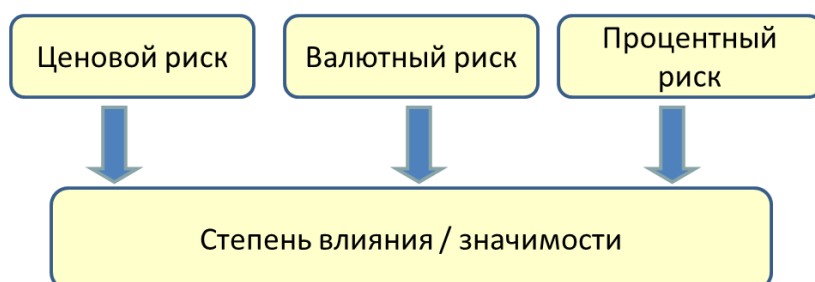 Ценовой риск
Валютный риск
Процентный
риск
Степень влияния / значимости